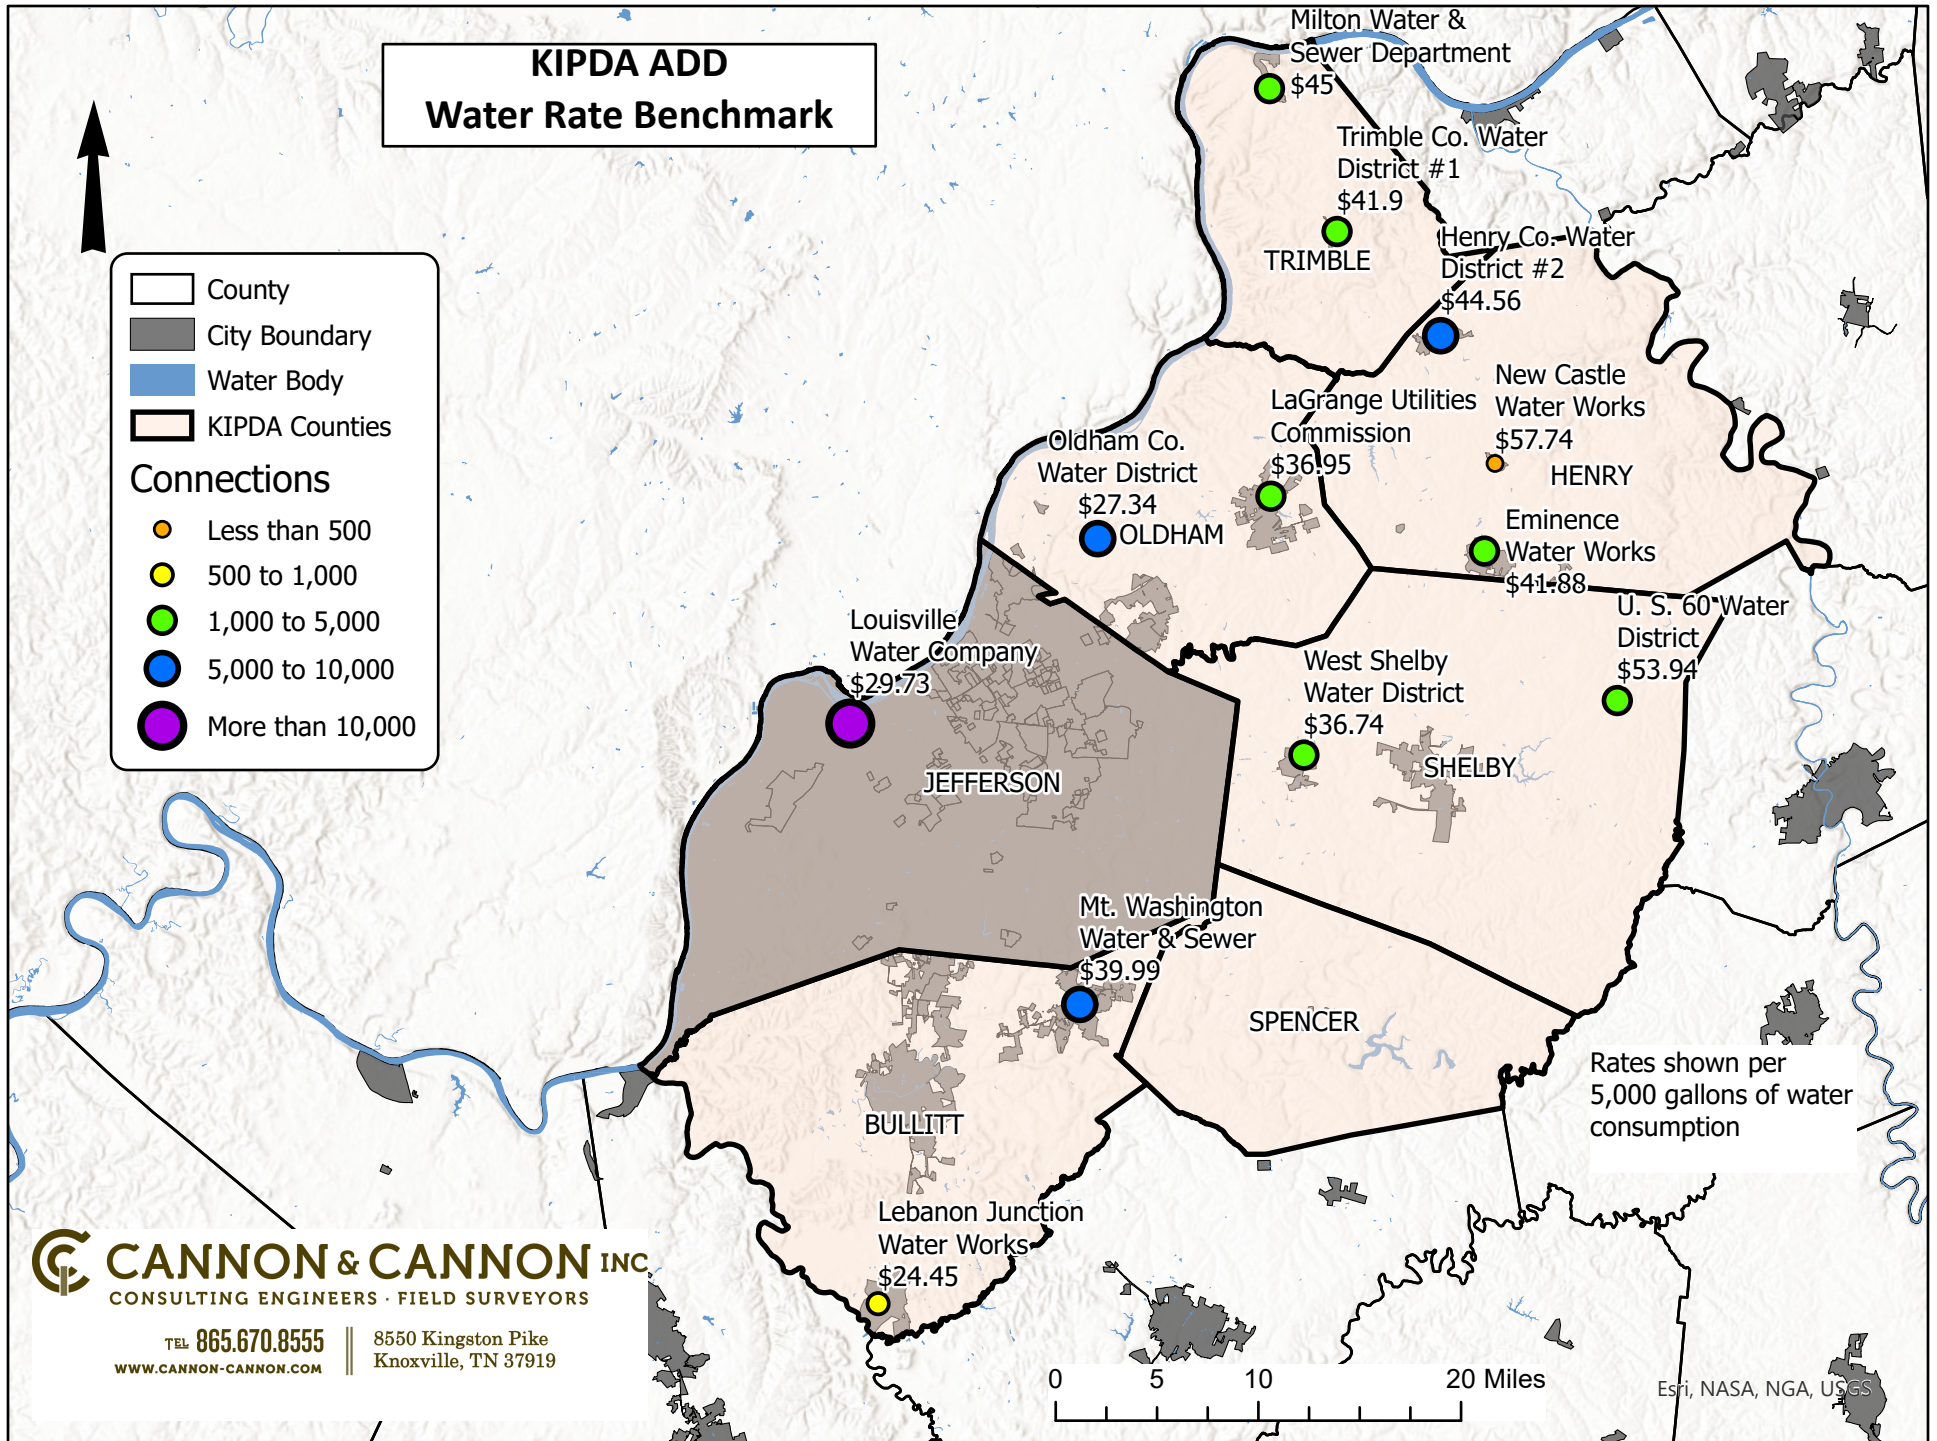 KIPDA ADD
Water Rate Benchmark
County
City Boundary
Water Body
KIPDA Counties
Connections
Less than 500
500 to 1,000
1,000 to 5,000
5,000 to 10,000
More than 10,000
Milton Water &
Sewer Department
$45
Trimble Co. Water
District #1
$41.9
TRIMBLE
Henry Co. Water
District #2
$44.56
New Castle
Water Works
$57.74
HENRY
LaGrange Utilities
Commission
$36.95
Oldham Co.
Water District
$27.34
OLDHAM
Eminence
Water Works
$41.88
U. S. 60 Water
District
$53.94
Louisville
Water Company
$29.73
JEFFERSON
West Shelby
Water District
$36.74
SHELBY
Mt. Washington
Water & Sewer
$39.99
SPENCER
BULLITT
Lebanon Junction
Water Works
$24.45
Rates shown per
5,000 gallons of water
consumption
CANNON & CANNON INC
CONSULTING ENGINEERS · FIELD SURVEYORS
TEL 865.670.8555
WWW.CANNON-CANNON.COM
8550 Kingston Pike
Knoxville, TN 37919
0 5 10 20 Miles
Esri, NASA, NGA, USGS